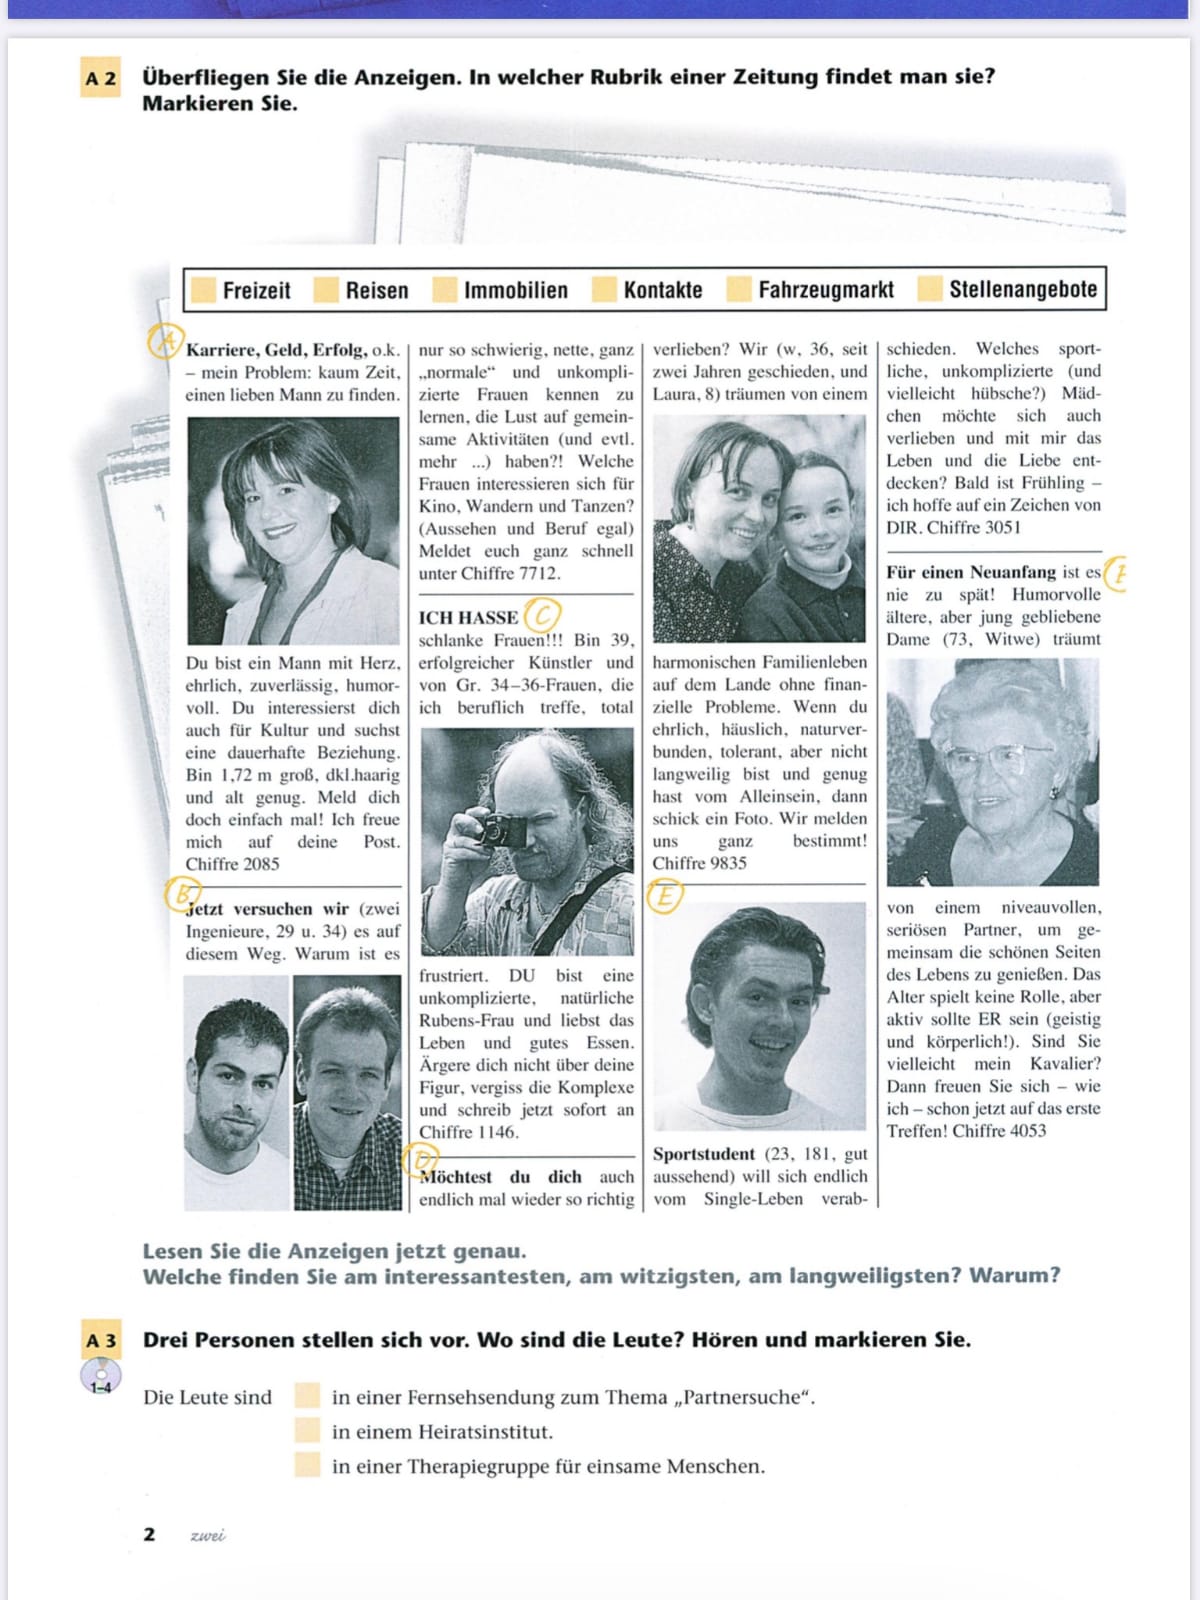 A 2
Überfliegen Sie die Anzeigen. In welcher Rubrik einer Zeitung findet man sie?
Markieren Sie.
Freizeit Reisen Immobilien Kontakte Fahrzeugmarkt Stellenangebote
A
Karriere, Geld, Erfolg, o.k.
– mein Problem: kaum Zeit,
einen lieben Mann zu finden.
Du bist ein Mann mit Herz,
ehrlich, zuverlässig, humor-
voll. Du interessierst dich
auch für Kultur und suchst
eine dauerhafte Beziehung.
Bin 1,72 m groß, dkl.haarig
und alt genug. Meld dich
doch einfach mal! Ich freue
mich auf deine Post.
Chiffre 2085
B
Jetzt versuchen wir (zwei
Ingenieure, 29 u. 34) es auf
diesem Weg. Warum ist es
nur so schwierig, nette, ganz
„normale“ und unkompli-
zierte Frauen kennen zu
lernen, die Lust auf gemein-
same Aktivitäten (und evtl.
mehr ...) haben?! Welche
Frauen interessieren sich für
Kino, Wandern und Tanzen?
(Aussehen und Beruf egal)
Meldet euch ganz schnell
unter Chiffre 7712.
ICH HASSE C
schlanke Frauen!!! Bin 39,
erfolgreicher Künstler und
von Gr. 34–36-Frauen, die
ich beruflich treffe, total
frustriert. DU bist eine
unkomplizierte, natürliche
Rubens-Frau und liebst das
Leben und gutes Essen.
Ärgere dich nicht über deine
Figur, vergiss die Komplexe
und schreib jetzt sofort an
Chiffre 1146.
D
Möchtest du dich auch
endlich mal wieder so richtig
verlieben? Wir (w, 36, seit
zwei Jahren geschieden, und
Laura, 8) träumen von einem
harmonischen Familienleben
auf dem Lande ohne finan-
zielle Probleme. Wenn du
ehrlich, häuslich, naturver-
bunden, tolerant, aber nicht
langweilig bist und genug
hast vom Alleinsein, dann
schick ein Foto. Wir melden
uns ganz bestimmt!
Chiffre 9835
E
Sportstudent (23, 181, gut
aussehend) will sich endlich
vom Single-Leben verab-
schieden. Welches sport-
liche, unkomplizierte (und
vielleicht hübsche?) Mäd-
chen möchte sich auch
verlieben und mit mir das
Leben und die Liebe ent-
decken? Bald ist Frühling –
ich hoffe auf ein Zeichen von
DIR. Chiffre 3051
Für einen Neuanfang ist es
nie zu spät! Humorvolle
ältere, aber jung gebliebene
Dame (73, Witwe) träumt
von einem niveauvollen,
seriösen Partner, um ge-
meinsam die schönen Seiten
des Lebens zu genießen. Das
Alter spielt keine Rolle, aber
aktiv sollte ER sein (geistig
und körperlich!). Sind Sie
vielleicht mein Kavalier?
Dann freuen Sie sich – wie
ich – schon jetzt auf das erste
Treffen! Chiffre 4053
Lesen Sie die Anzeigen jetzt genau.
Welche finden Sie am interessantesten, am witzigsten, am langweiligsten? Warum?
A 3
Drei Personen stellen sich vor. Wo sind die Leute? Hören und markieren Sie.
1–4
Die Leute sind in einer Fernsehsendung zum Thema „Partnersuche“.
in einem Heiratsinstitut.
in einer Therapiegruppe für einsame Menschen.
2 zwei